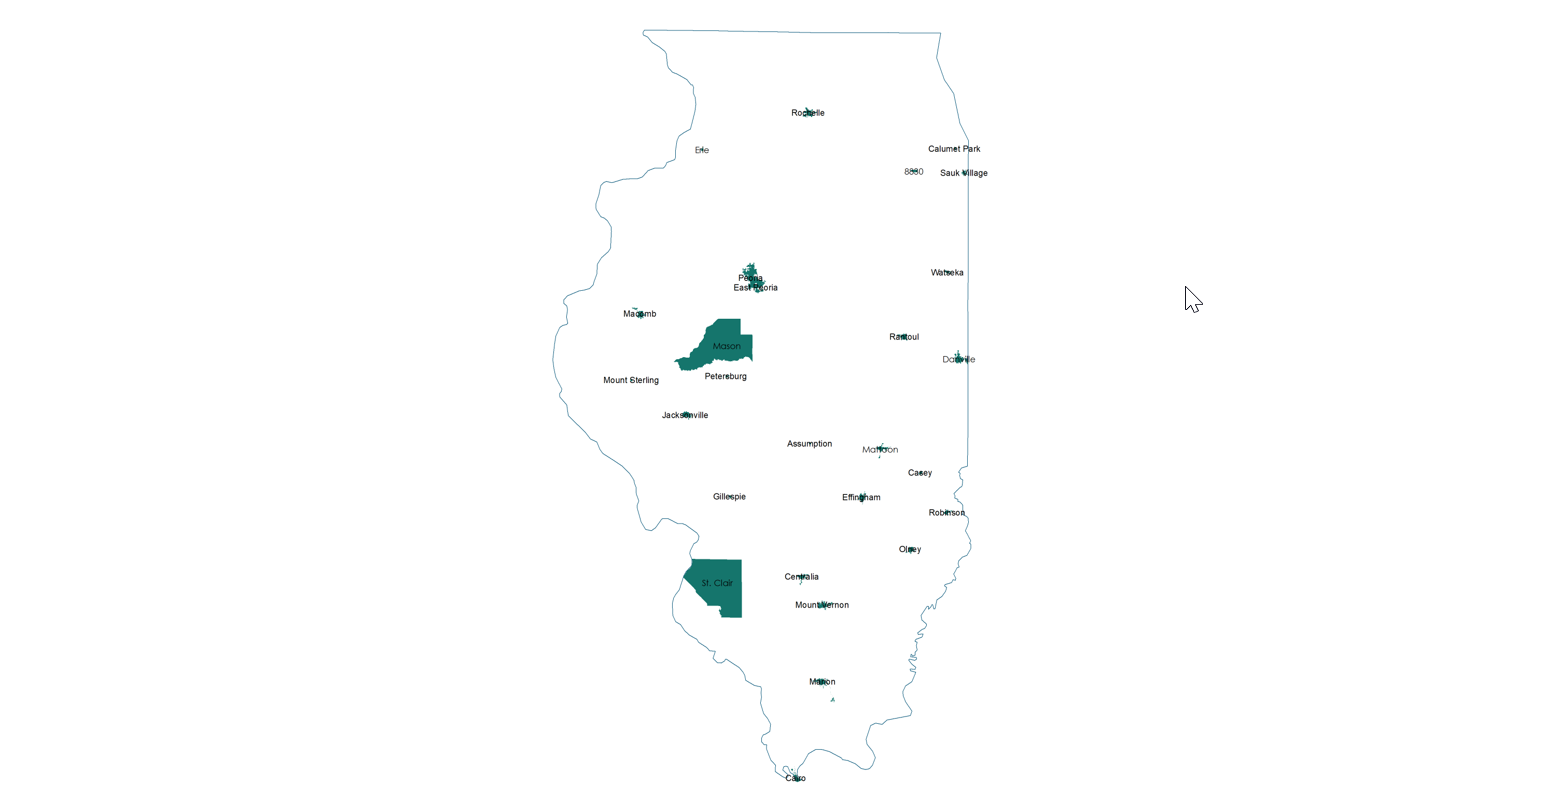 Rochelle
Calumet Park
Erie
8880
Sauk Village
Watseka
Peoria
East Peoria
Macomb
Rantoul
Mason
Danville
Petersburg
Mount Sterling
Jacksonville
Assumption
Mattoon
Casey
Gillespie
Effingham
Robinson
Olney
Centralia
St. Clair
Mount Vernon
Marion
Cairo